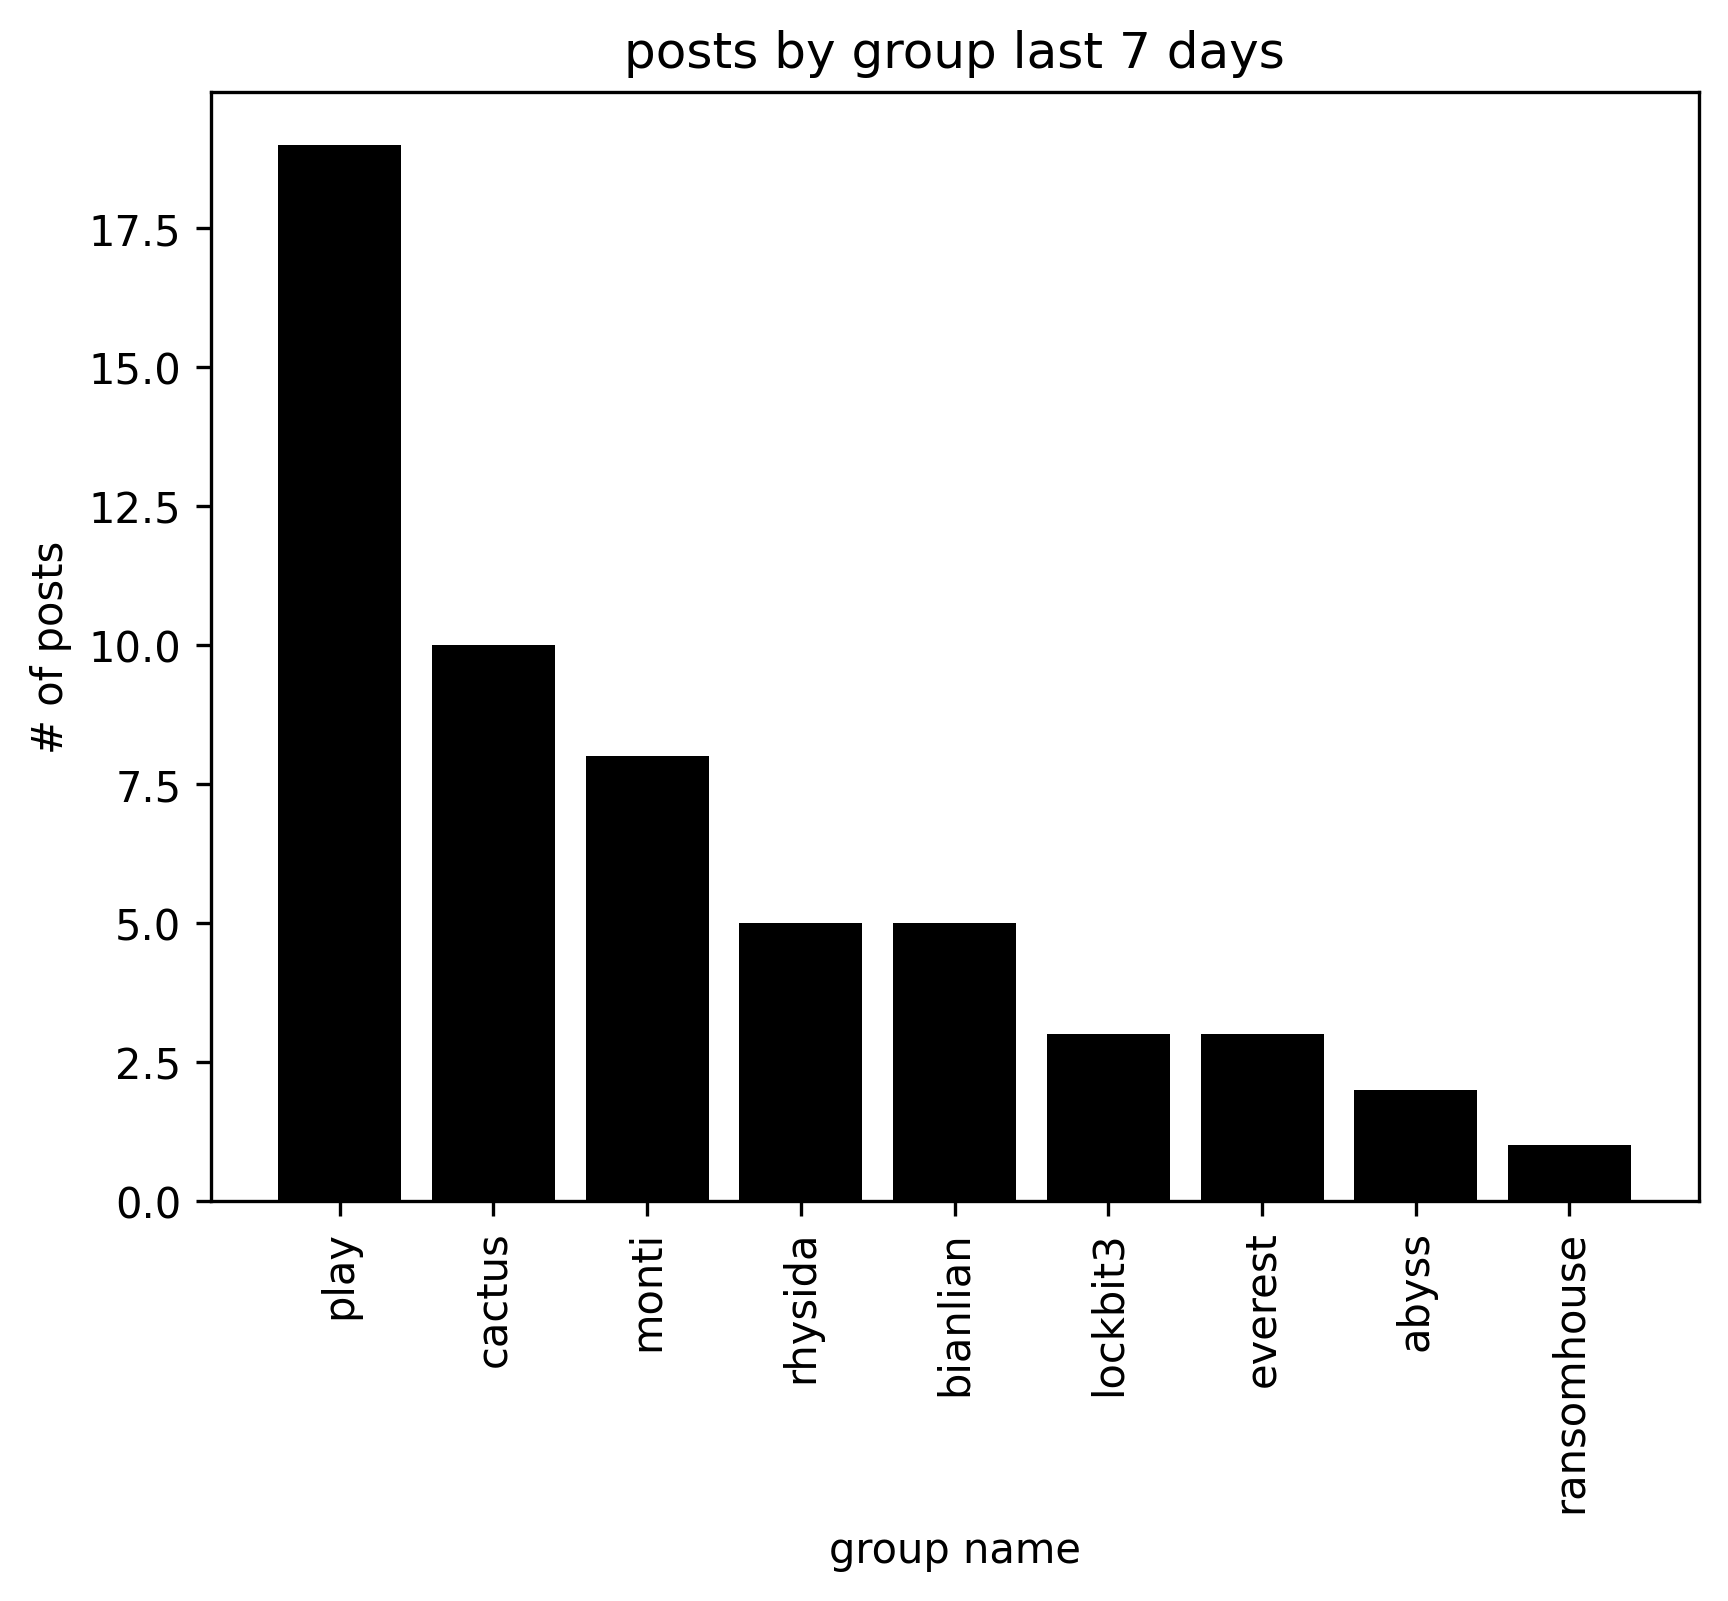 posts by group last 7 days
# of posts
17.5
15.0
12.5
10.0
7.5
5.0
2.5
0.0
play
cactus
monti
rhysida
bianlian
lockbit3
everest
abyss
ransomhouse
group name